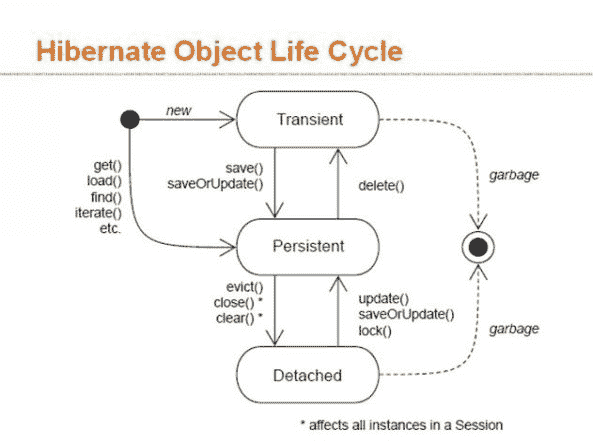 Hibernate Object Life Cycle
new
Transient
get()
load()
find()
iterate()
etc.
save()
saveOrUpdate()
delete()
garbage
Persistent
evict()
close() *
clear() *
update()
saveOrUpdate()
lock()
garbage
Detached
* affects all instances in a Session